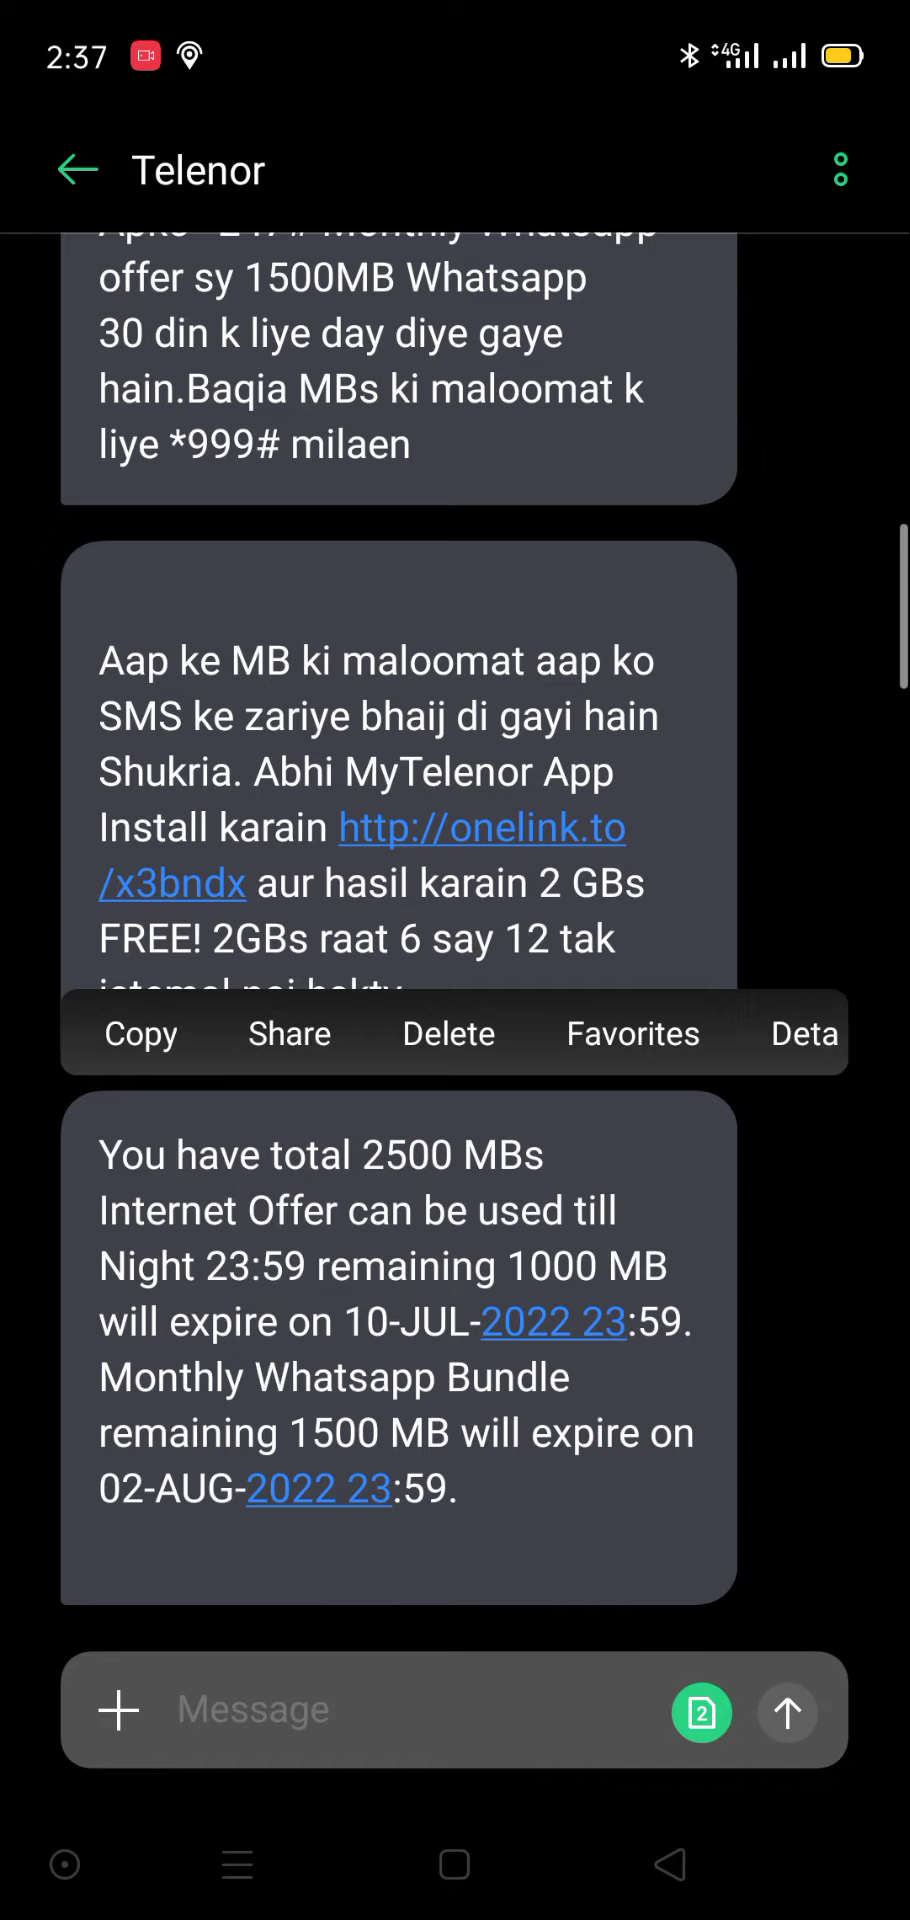 2:37
4G
Telenor
offer sy 1500MB Whatsapp
30 din k liye day diye gaye
hain.Baqia MBs ki maloomat k
liye *999# milaen
Aap ke MB ki maloomat aap ko
SMS ke zariye bhaij di gayi hain
Shukria. Abhi MyTelenor App
Install karain http://onelink.to
/x3bndx aur hasil karain 2 GBs
FREE! 2GBs raat 6 say 12 tak
Copy Share Delete Favorites Deta
You have total 2500 MBs
Internet Offer can be used till
Night 23:59 remaining 1000 MB
will expire on 10-JUL-2022 23:59.
Monthly Whatsapp Bundle
remaining 1500 MB will expire on
02-AUG-2022 23:59.
Message
2